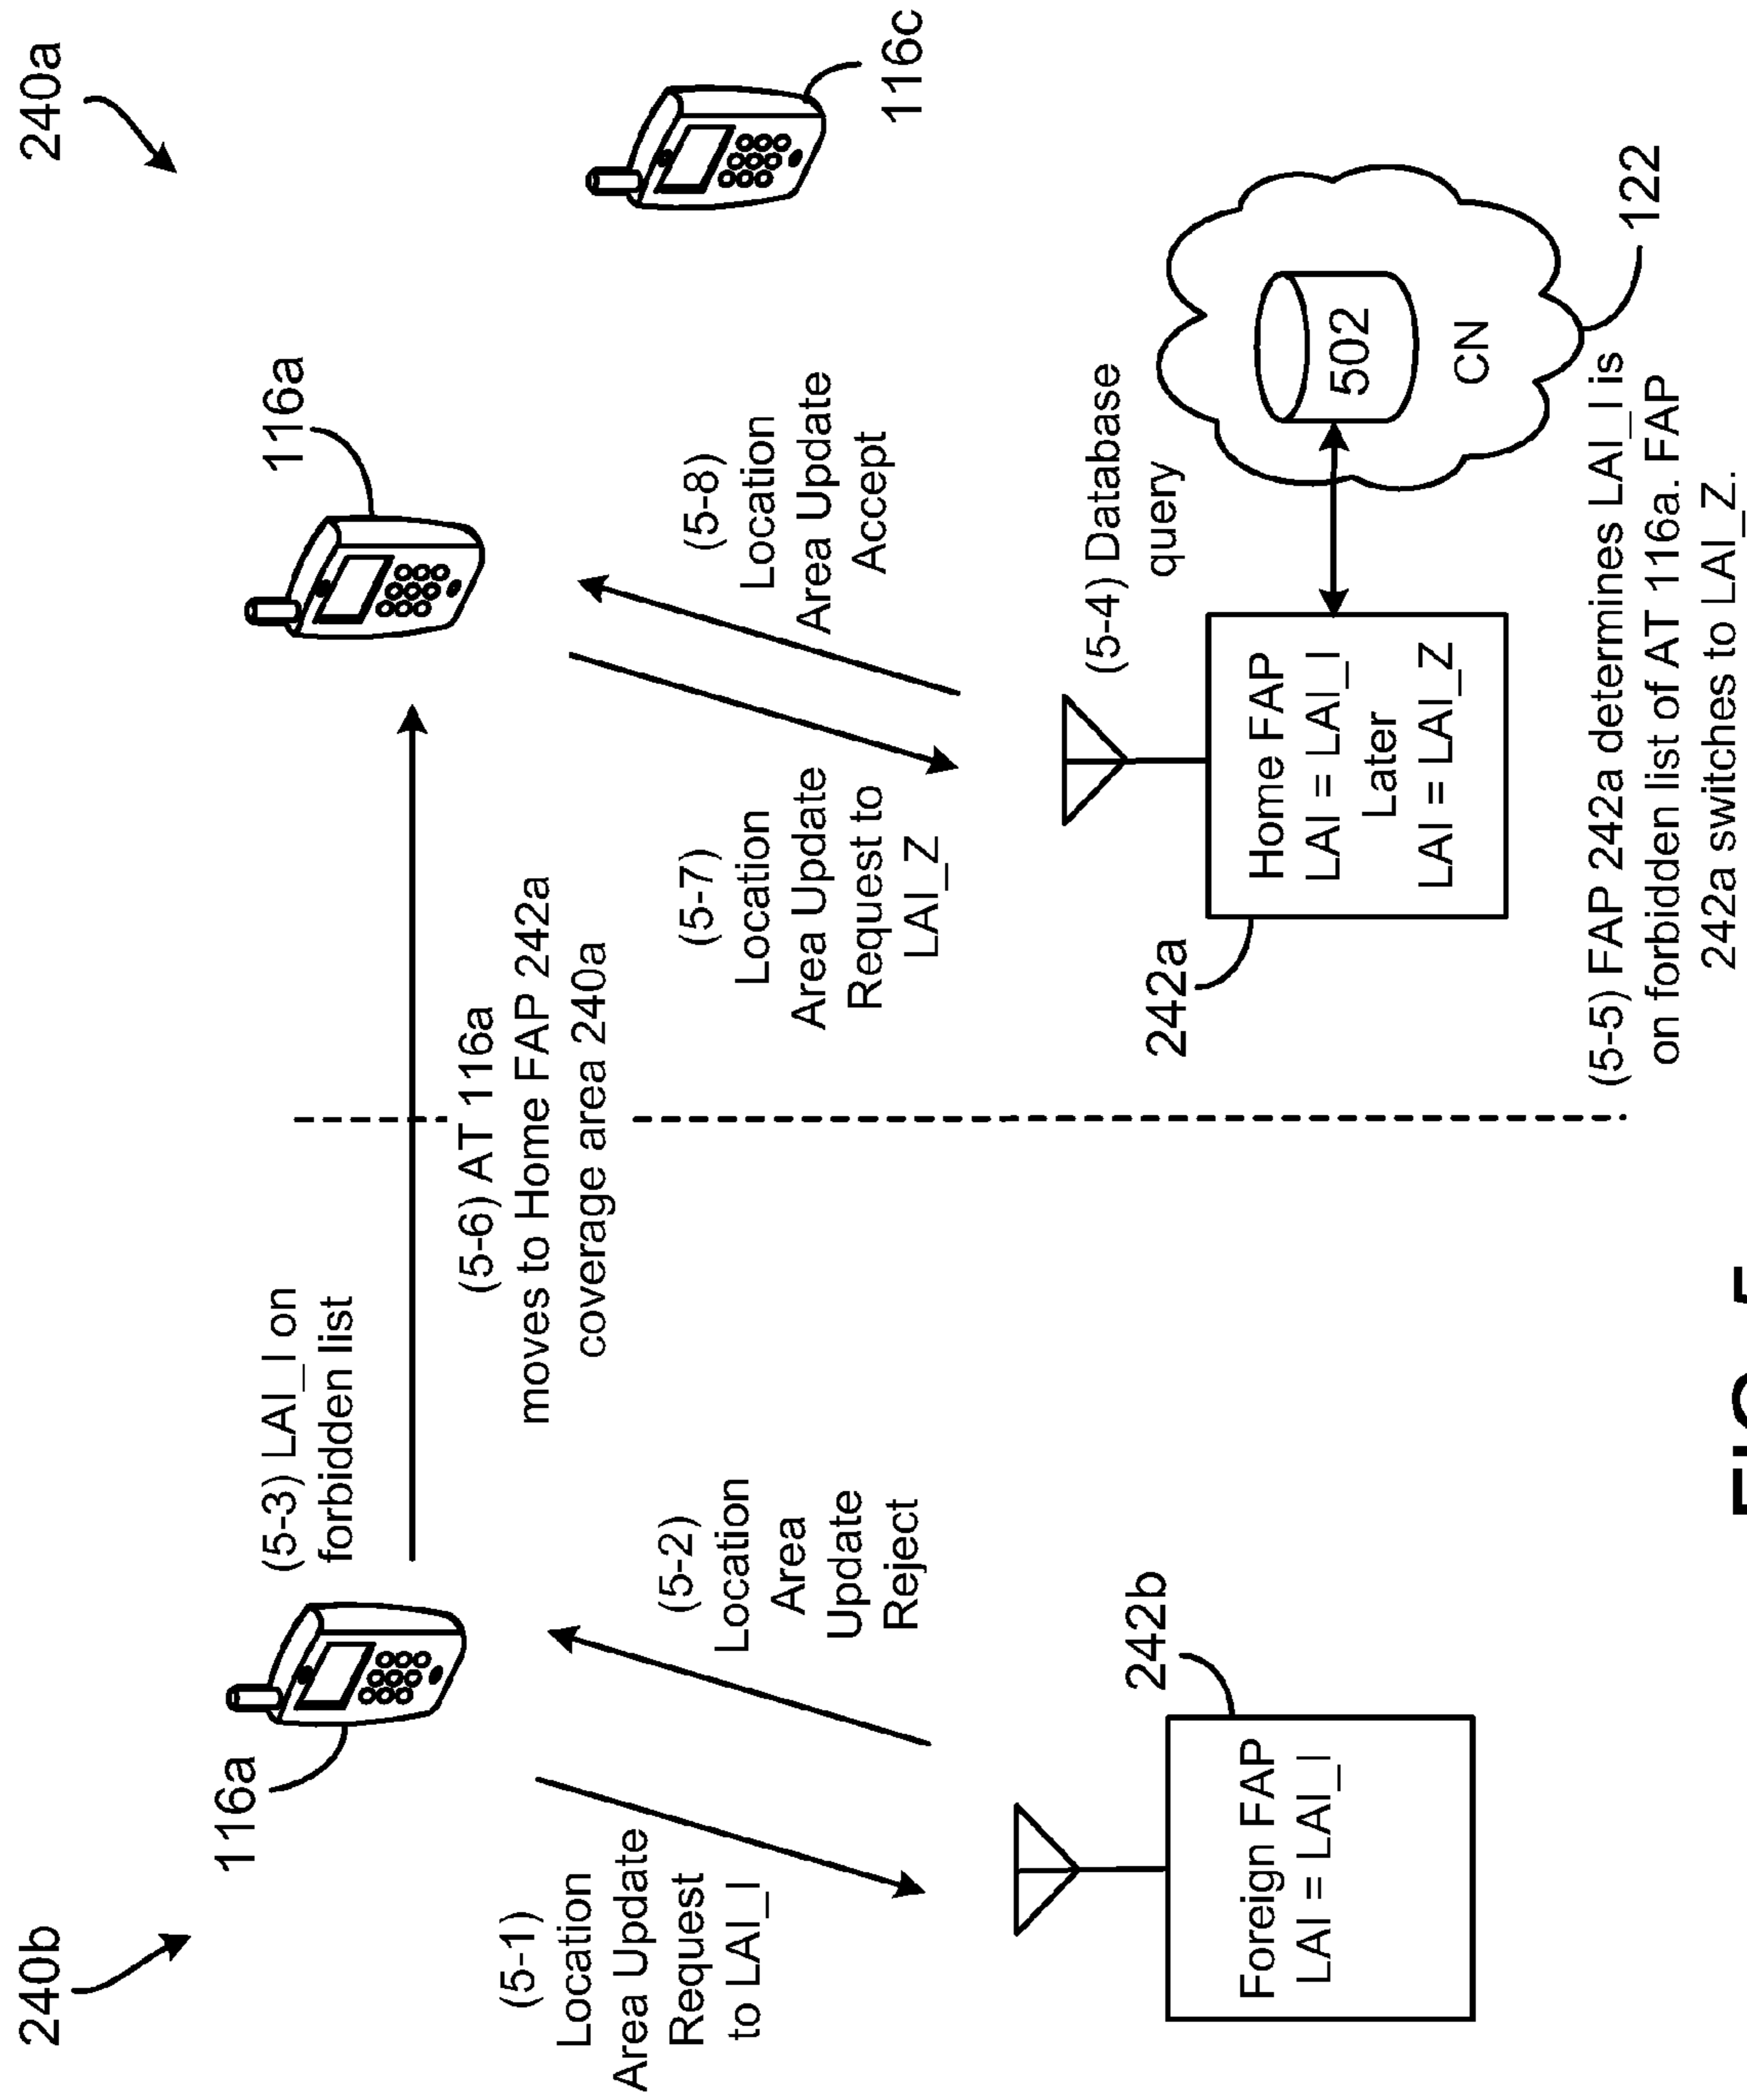 240b
240a
116a
(5-3) LAI_I on
forbidden list
116a
116c
(5-6) AT 116a
moves to Home FAP 242a
coverage area 240a
(5-1)
Location
Area Update
Request
to LAI_I
(5-2)
Location
Area
Update
Reject
(5-7)
Location
Area Update
Request to
LAI_Z
(5-8)
Location
Area Update
Accept
242b
Foreign FAP
LAI = LAI_I
242a
Home FAP
LAI = LAI_I
Later
LAI = LAI_Z
(5-4) Database
query
502
CN
122
(5-5) FAP 242a determines LAI_I is
on forbidden list of AT 116a. FAP
242a switches to LAI_Z.